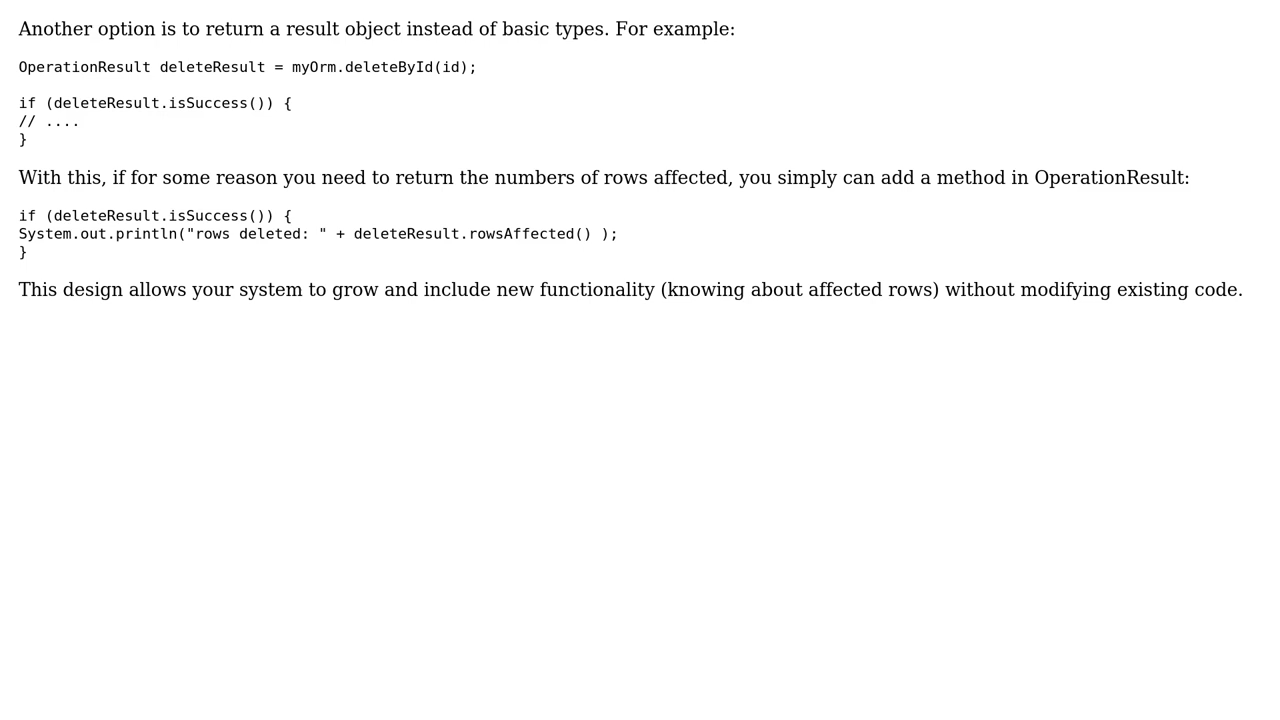 Another option is to return a result object instead of basic types. For example:
OperationResult deleteResult = myOrm.deleteById(id);
if (deleteResult.isSuccess()) {
// ....
}
With this, if for some reason you need to return the numbers of rows affected, you simply can add a method in OperationResult:
if (deleteResult.isSuccess()) {
System.out.println("rows deleted: " + deleteResult.rowsAffected() );
}
This design allows your system to grow and include new functionality (knowing about affected rows) without modifying existing code.